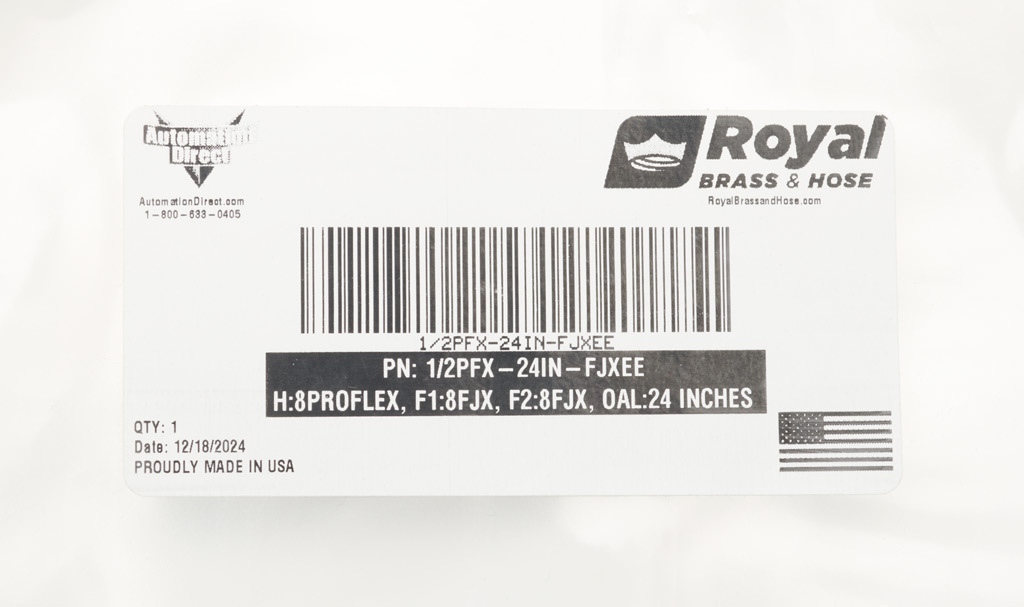 Automation
Direct
AutomationDirect.com
1-800-633-0405
Royal
BRASS & HOSE
RoyalBrassandHose.com
1/2PFX-24IN-FJXEE
PN: 1/2PFX-24IN-FJXEE
H:8PROFLEX, F1:8FJX, F2:8FJX, OAL:24 INCHES
QTY: 1
Date: 12/18/2024
PROUDLY MADE IN USA